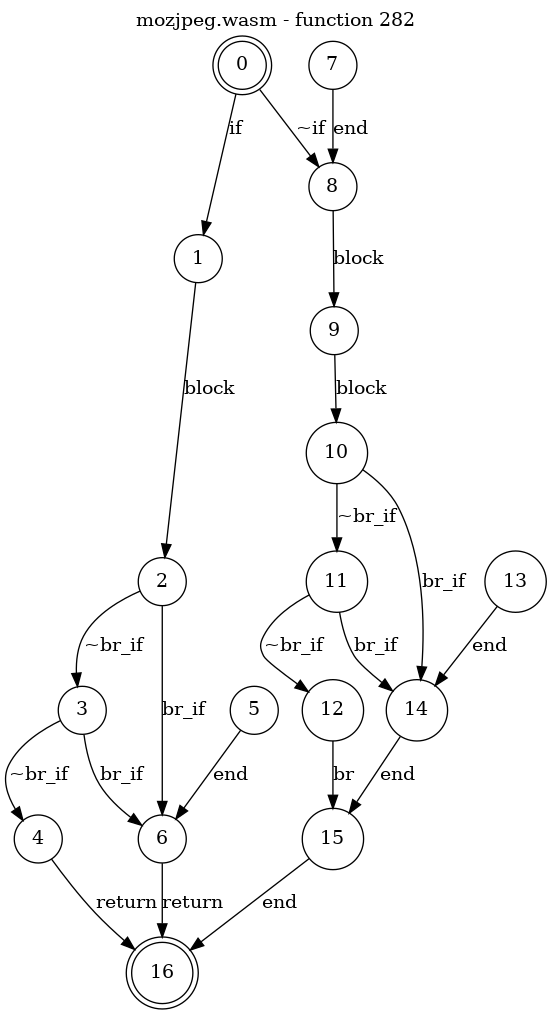 mozjpeg.wasm - function 282
0 7
if ~if end
8
1 block
9
block block
10
~br_if
2 11 br_if 13
~br_if ~br_if br_if end
3 br_if 5 12 14
~br_if br_if end br end
4 6 15
return return end
16